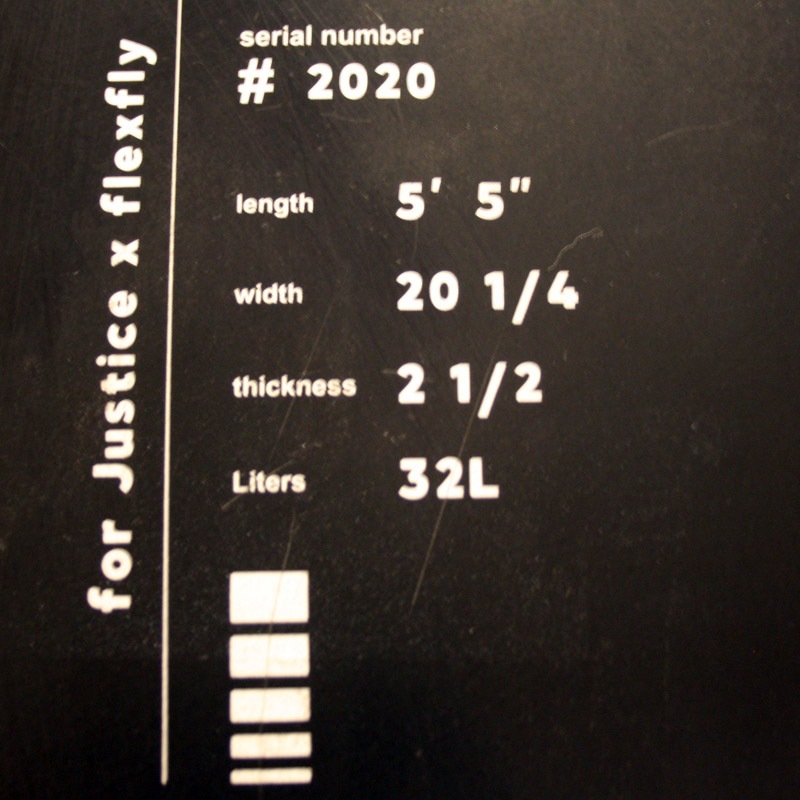 for Justice x flexfly
serial number
# 2020
length 5' 5"
width 20 1/4
thickness 2 1/2
Liters 32L